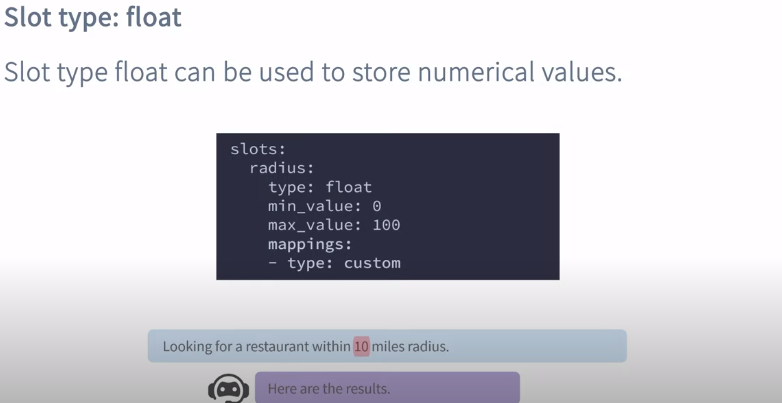 Slot type: float
Slot type float can be used to store numerical values.
slots:
  radius:
    type: float
    min_value: 0
    max_value: 100
    mappings:
    - type: custom
Looking for a restaurant within 10 miles radius.
Here are the results.